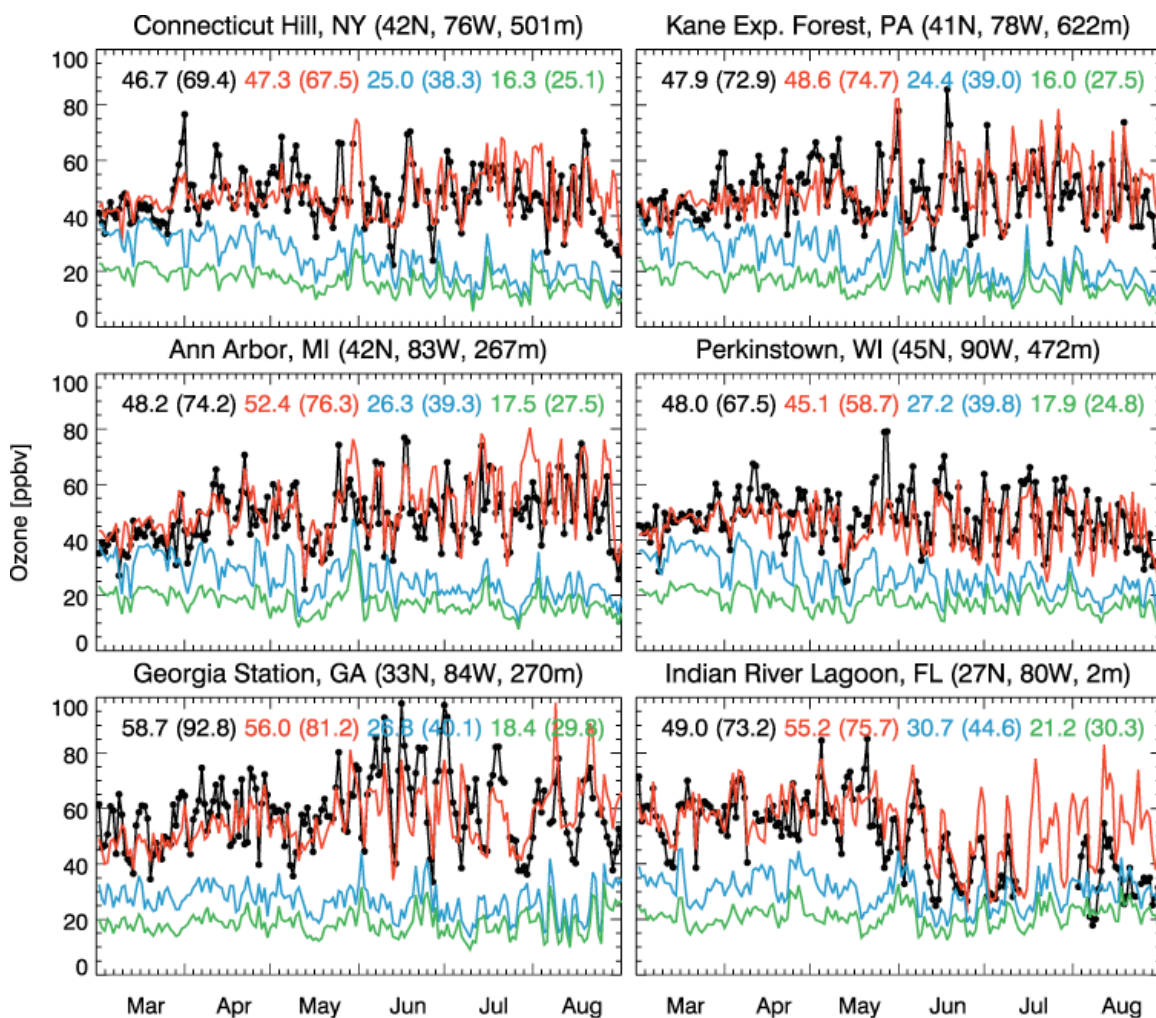 Connecticut Hill, NY (42N, 76W, 501m) Kane Exp. Forest, PA (41N, 78W, 622m)
100
46.7 (69.4) 47.3 (67.5) 25.0 (38.3) 16.3 (25.1) 47.9 (72.9) 48.6 (74.7) 24.4 (39.0) 16.0 (27.5)
80
60
40
20
0
Ann Arbor, MI (42N, 83W, 267m) Perkinstown, WI (45N, 90W, 472m)
100
48.2 (74.2) 52.4 (76.3) 26.3 (39.3) 17.5 (27.5) 48.0 (67.5) 45.1 (58.7) 27.2 (39.8) 17.9 (24.8)
80
60
Ozone [ppbv]
40
20
0
Georgia Station, GA (33N, 84W, 270m) Indian River Lagoon, FL (27N, 80W, 2m)
100
58.7 (92.8) 56.0 (81.2) 26.8 (40.1) 18.4 (29.8) 49.0 (73.2) 55.2 (75.7) 30.7 (44.6) 21.2 (30.3)
80
60
40
20
0
Mar Apr May Jun Jul Aug Mar Apr May Jun Jul Aug